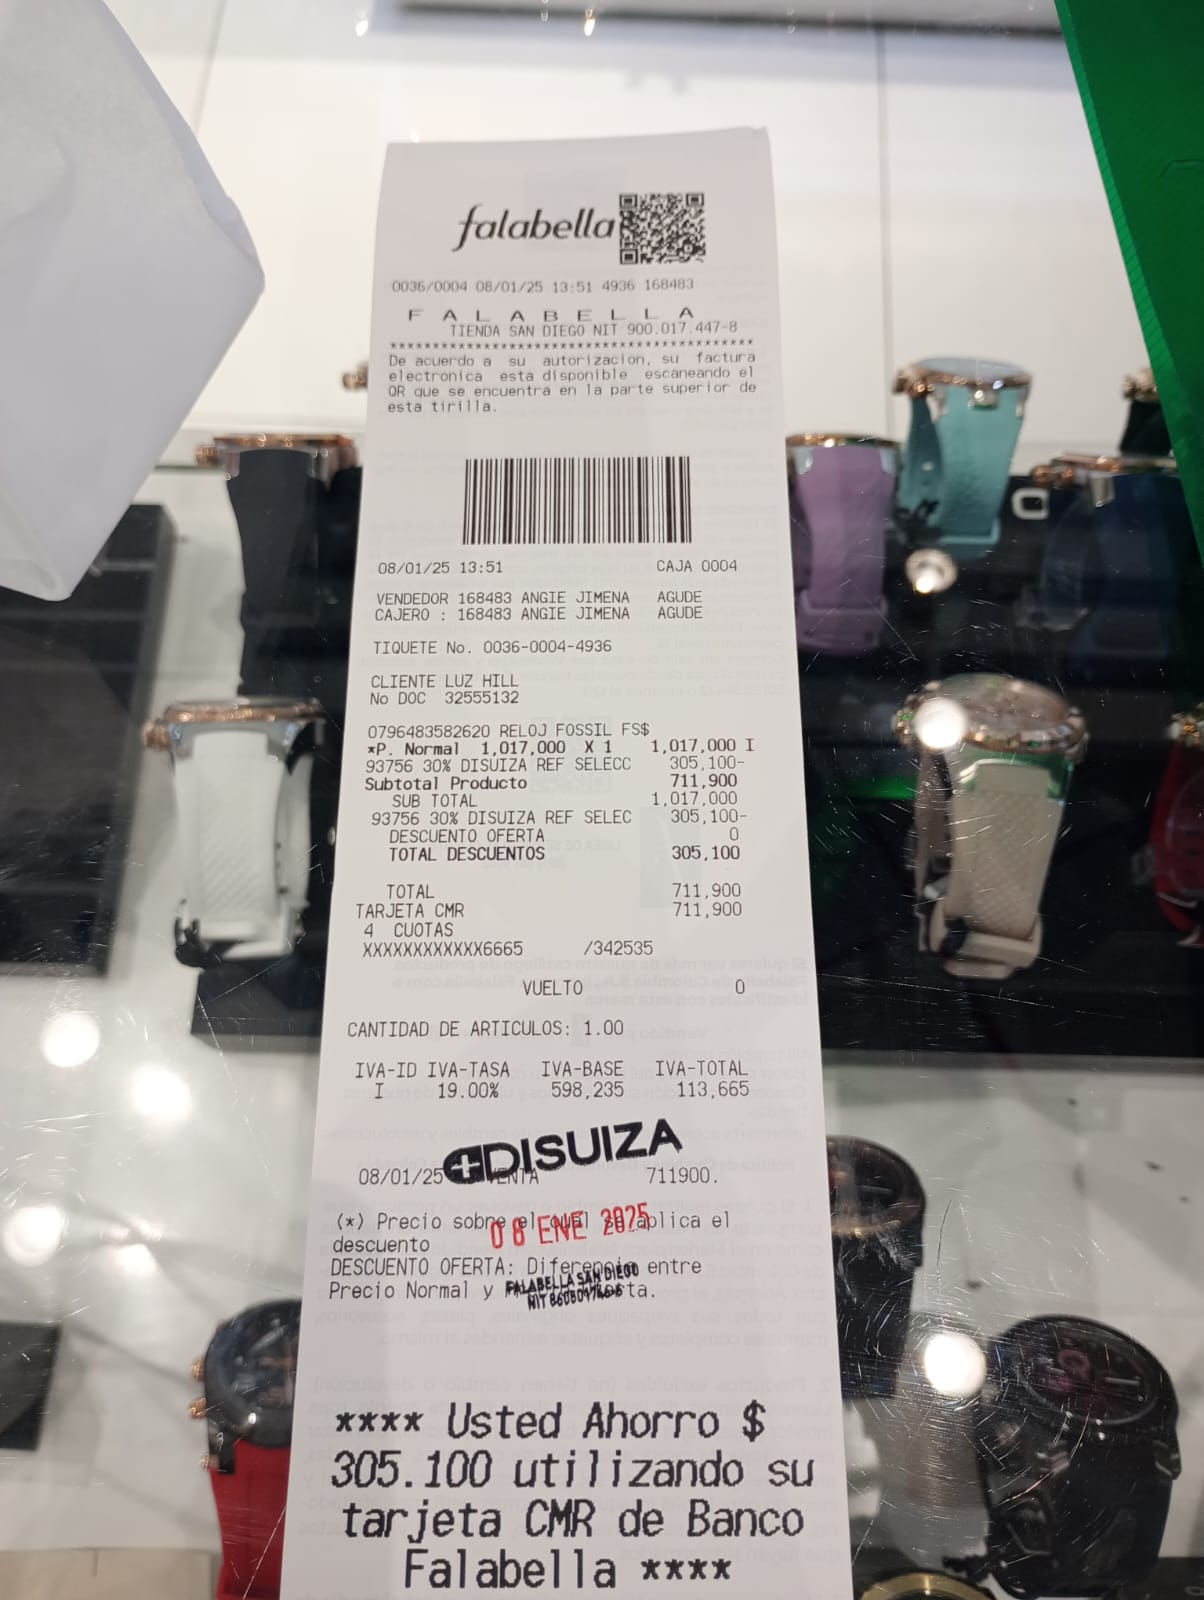 falabella
0036/0004 08/01/25 13:51 4936 168483
F A L A B E L L A
TIENDA SAN DIEGO NIT 900.017.447-8
******************************************
De acuerdo a su autorizacion, su factura
electronica esta disponible escaneando el
QR que se encuentra en la parte superior de
esta tirilla.
08/01/25 13:51 CAJA 0004
VENDEDOR 168483 ANGIE JIMENA AGUDE
CAJERO : 168483 ANGIE JIMENA AGUDE
TIQUETE No. 0036-0004-4936
CLIENTE LUZ HILL
No DOC 32555132
0796483582620 RELOJ FOSSIL FS$
*P. Normal 1,017,000 X 1 1,017,000 I
93756 30% DISUIZA REF SELECC 305,100-
Subtotal Producto 711,900
SUB TOTAL 1,017,000
93756 30% DISUIZA REF SELEC 305,100-
DESCUENTO OFERTA 0
TOTAL DESCUENTOS 305,100
TOTAL 711,900
TARJETA CMR 711,900
4 CUOTAS
XXXXXXXXXXXX6665 /342535
VUELTO 0
CANTIDAD DE ARTICULOS: 1.00
IVA-ID IVA-TASA IVA-BASE IVA-TOTAL
I 19.00% 598,235 113,665
DISUIZA
08/01/25 VENTA 711900.
(*) Precio sobre el cual se aplica el
08 ENE 2025
descuento
DESCUENTO OFERTA: Diferencia entre
FALABELLA SAN DIEGO
Precio Normal y
NIT
**** Usted Ahorro $
305.100 utilizando su
tarjeta CMR de Banco
Falabella ****